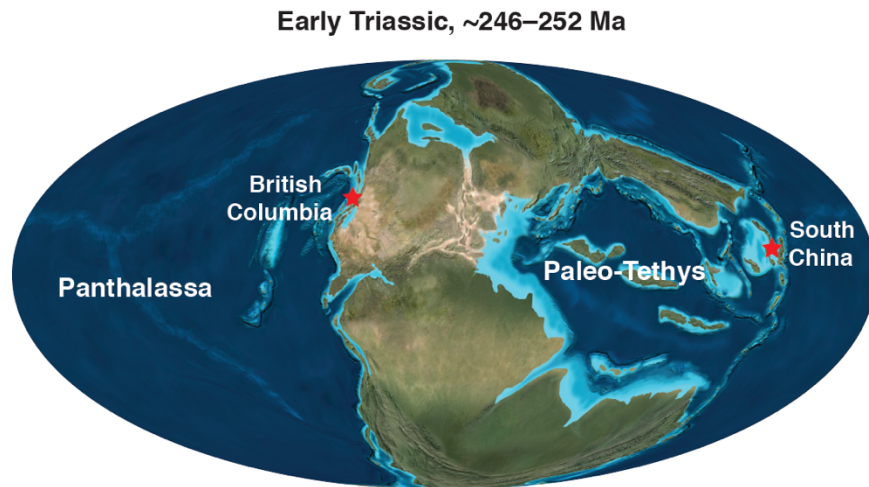 Early Triassic, ~246–252 Ma
British
Columbia
South
China
Paleo-Tethys
Panthalassa